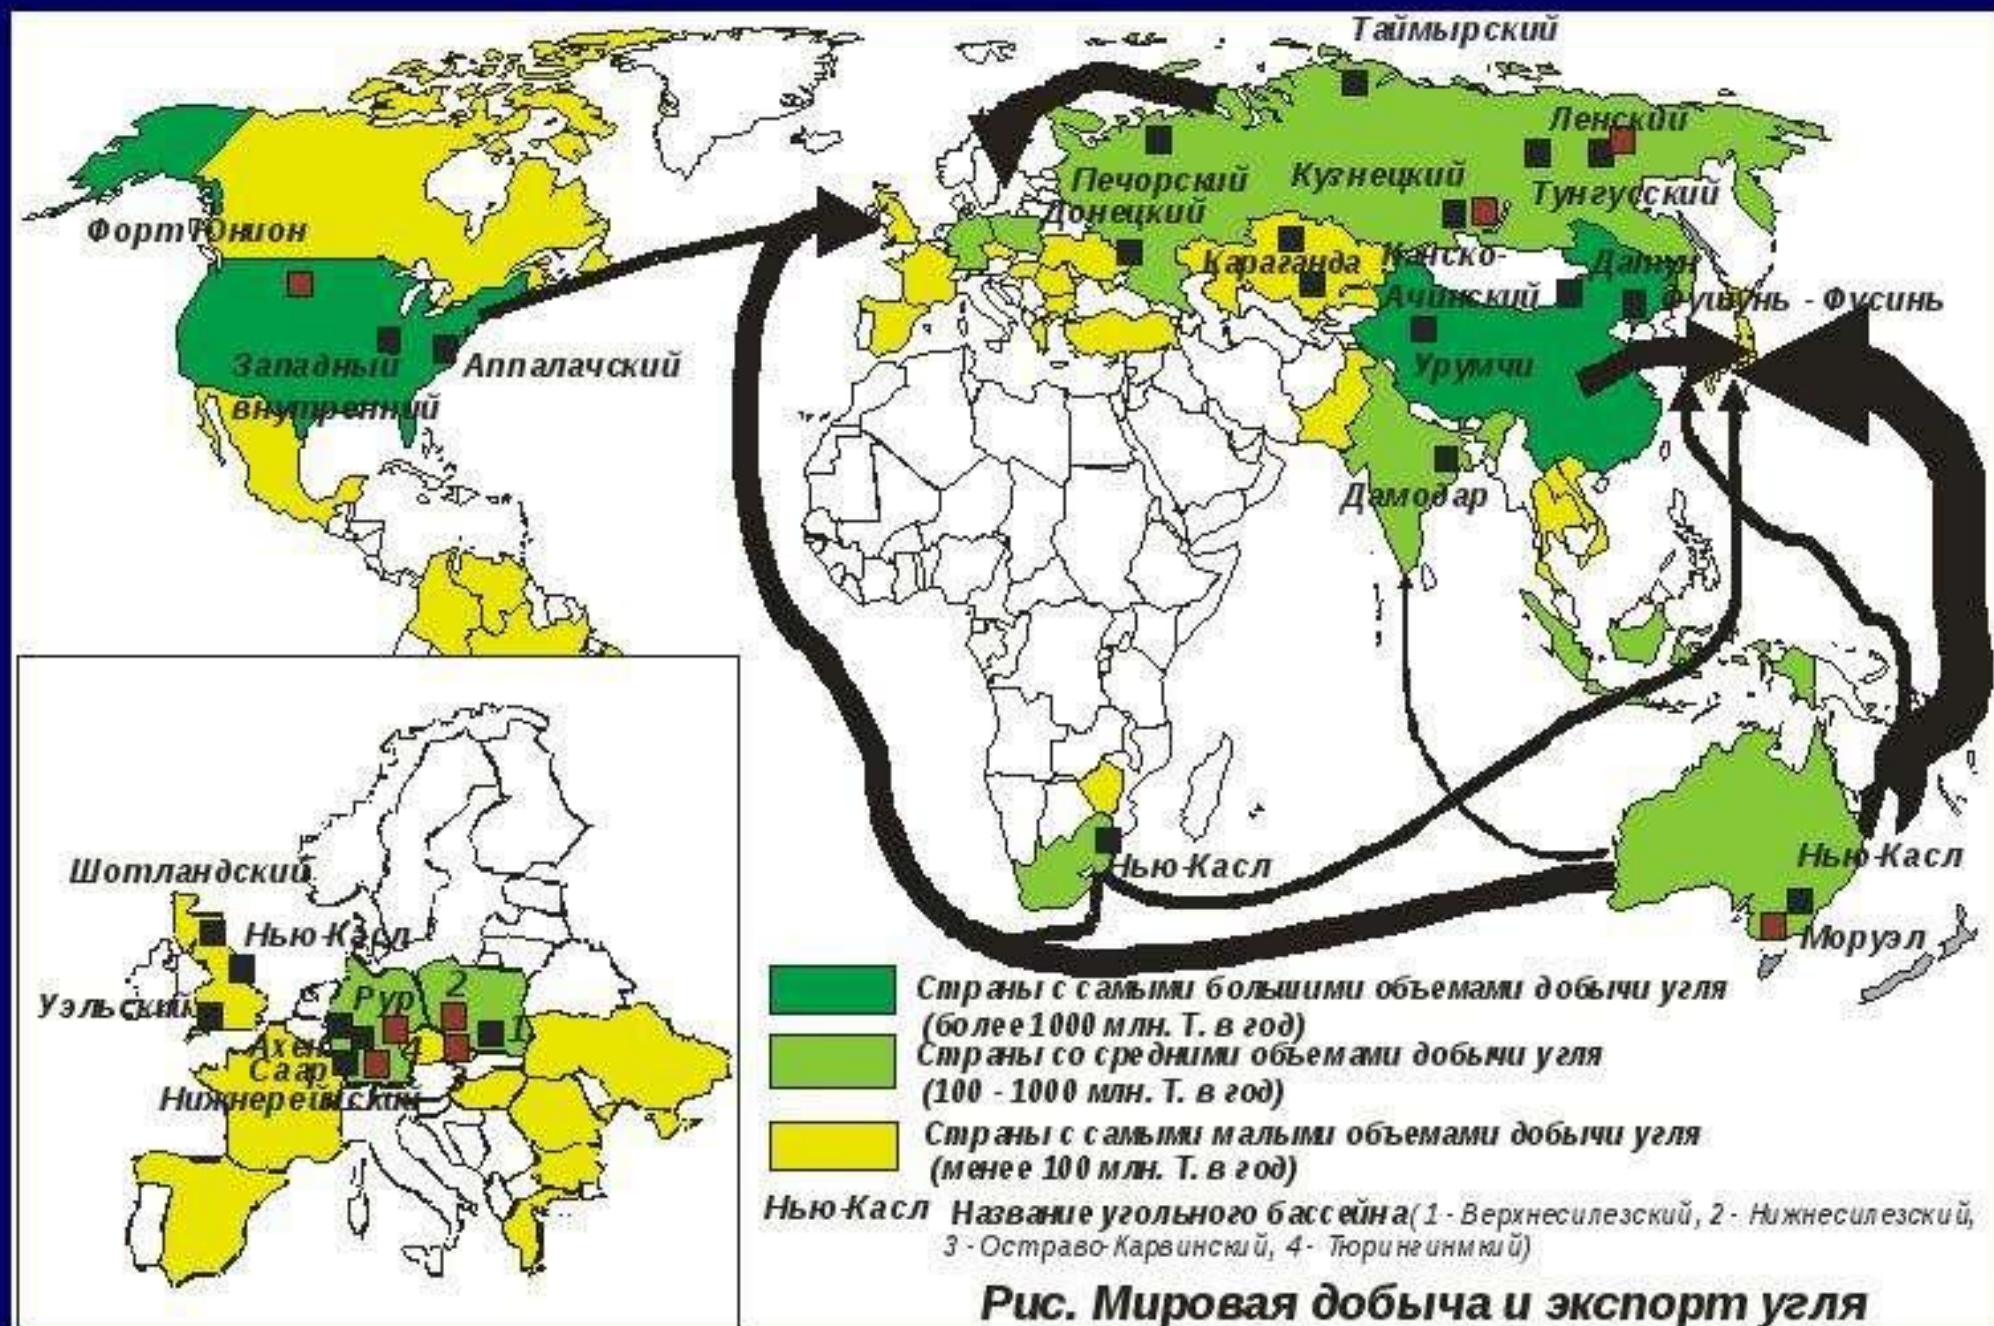 Таймырский
Ленский
Печорский
Кузнецкий
Тунгусский
Донецкий
Форт Юнион
Караганда
Канско-
Ачинский
Датун
Фушунь - Фусинь
Западный
внутренний
Аппалачский
Урумчи
Дамодар
Нью-Касл
Нью-Касл
Моруэл
Шотландский
Нью-Касл
Уэльский
Рур
2
1
4
3
Ахен
Саар
Нижнерейнский
Страны с самыми большими объемами добычи угля
(более 1000 млн. Т. в год)
Страны со средними объемами добычи угля
(100 - 1000 млн. Т. в год)
Страны с самыми малыми объемами добычи угля
(менее 100 млн. Т. в год)
Нью-Касл Название угольного бассейна( 1 - Верхнесилезский, 2 - Нижнесилезский,
3 - Остраво-Карвинский, 4 - Тюрингинмкий)
Рис. Мировая добыча и экспорт угля